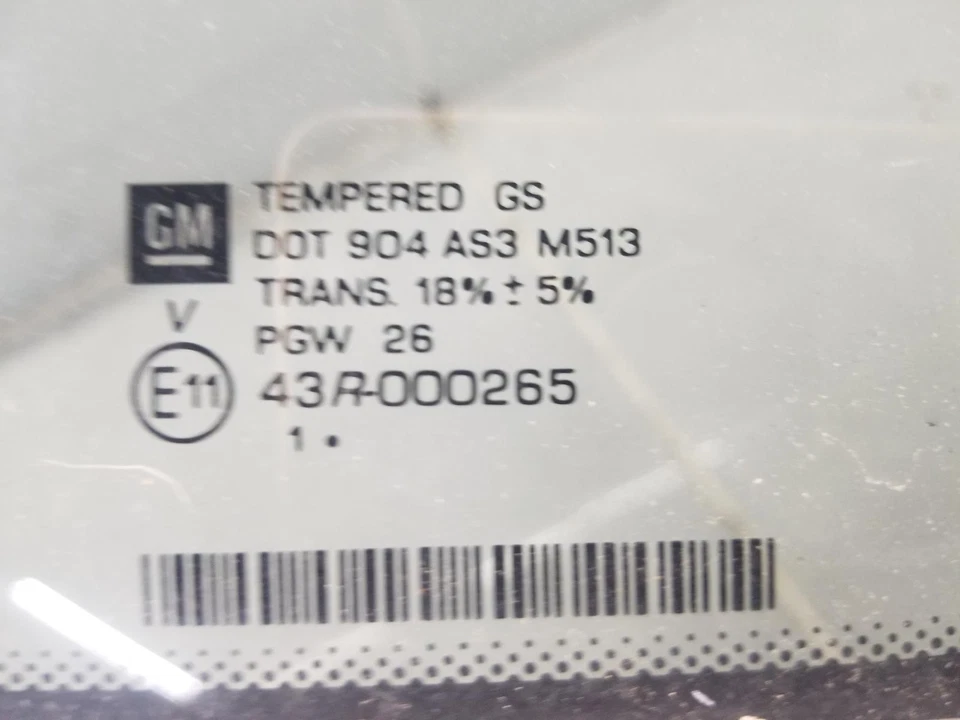 GM
TEMPERED GS
DOT 904 AS3 M513
TRANS. 18% ± 5%
V
PGW 26
E11
43R-000265
1 •